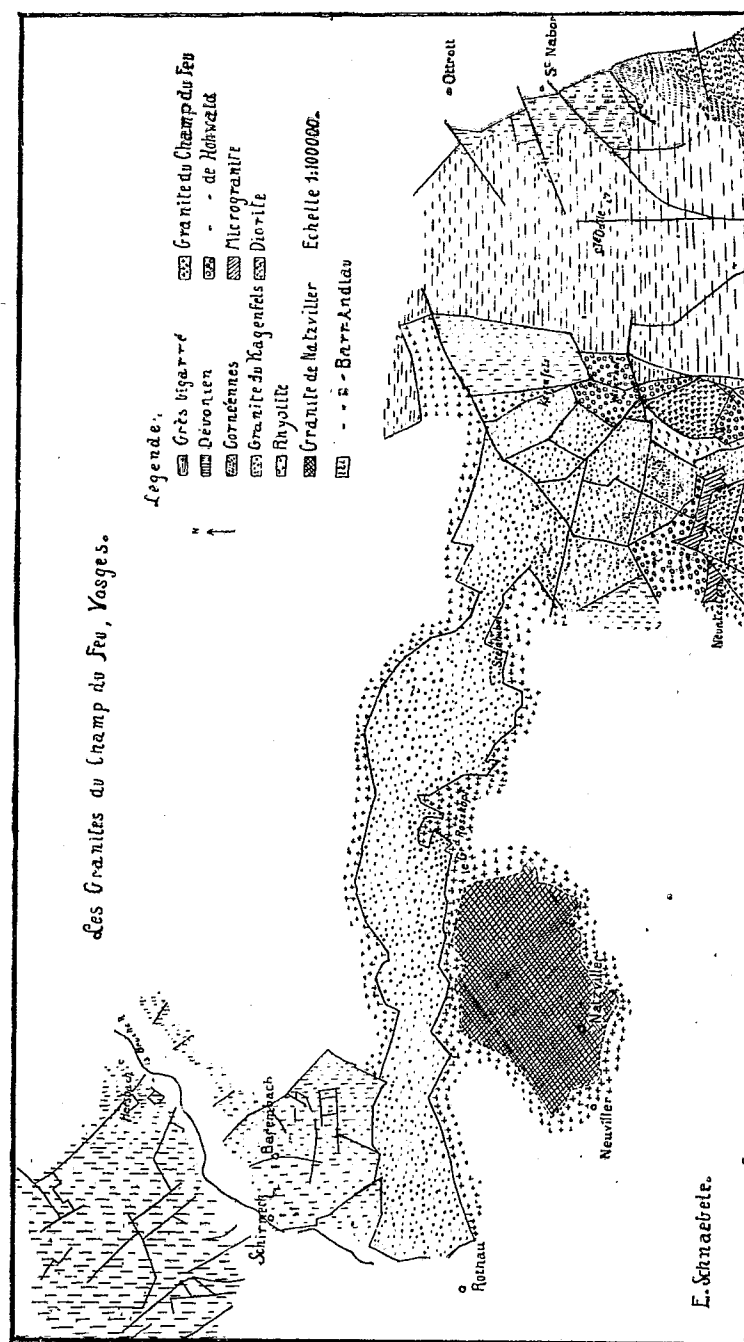 Les Granites du Champ du Feu, Vosges.
Légende:
Grès bigarré
Dévonien
Cornéennes
Granite du Kagenfels
Rhyolite
Granite de Natzviller
- - - Barr-Andlau
Granite du Champ du Feu
- - de Hohwald
Microgranite
Diorite
Echelle 1:100000.
N
Ottrott
St Nabor
Schirmeck
Barembach
Rothau
Neuviller
Natzviller
E. Schnaebele.